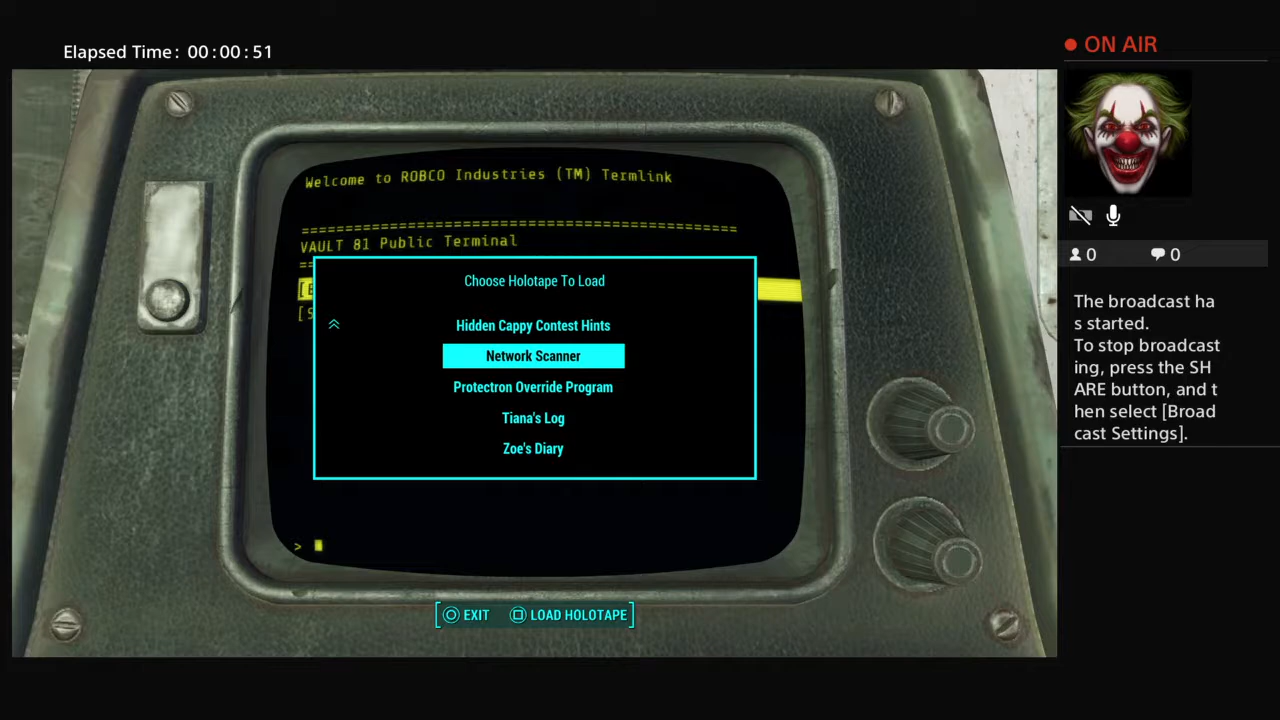 Elapsed Time: 00:00:51
ON AIR
Welcome to ROBCO Industries (TM) Termlink
=============================================
VAULT 81 Public Terminal
Choose Holotape To Load
Hidden Cappy Contest Hints
Network Scanner
Protectron Override Program
Tiana's Log
Zoe's Diary
>
EXIT LOAD HOLOTAPE
0 0
The broadcast ha
s started.
To stop broadcast
ing, press the SH
ARE button, and t
hen select [Broad
cast Settings].